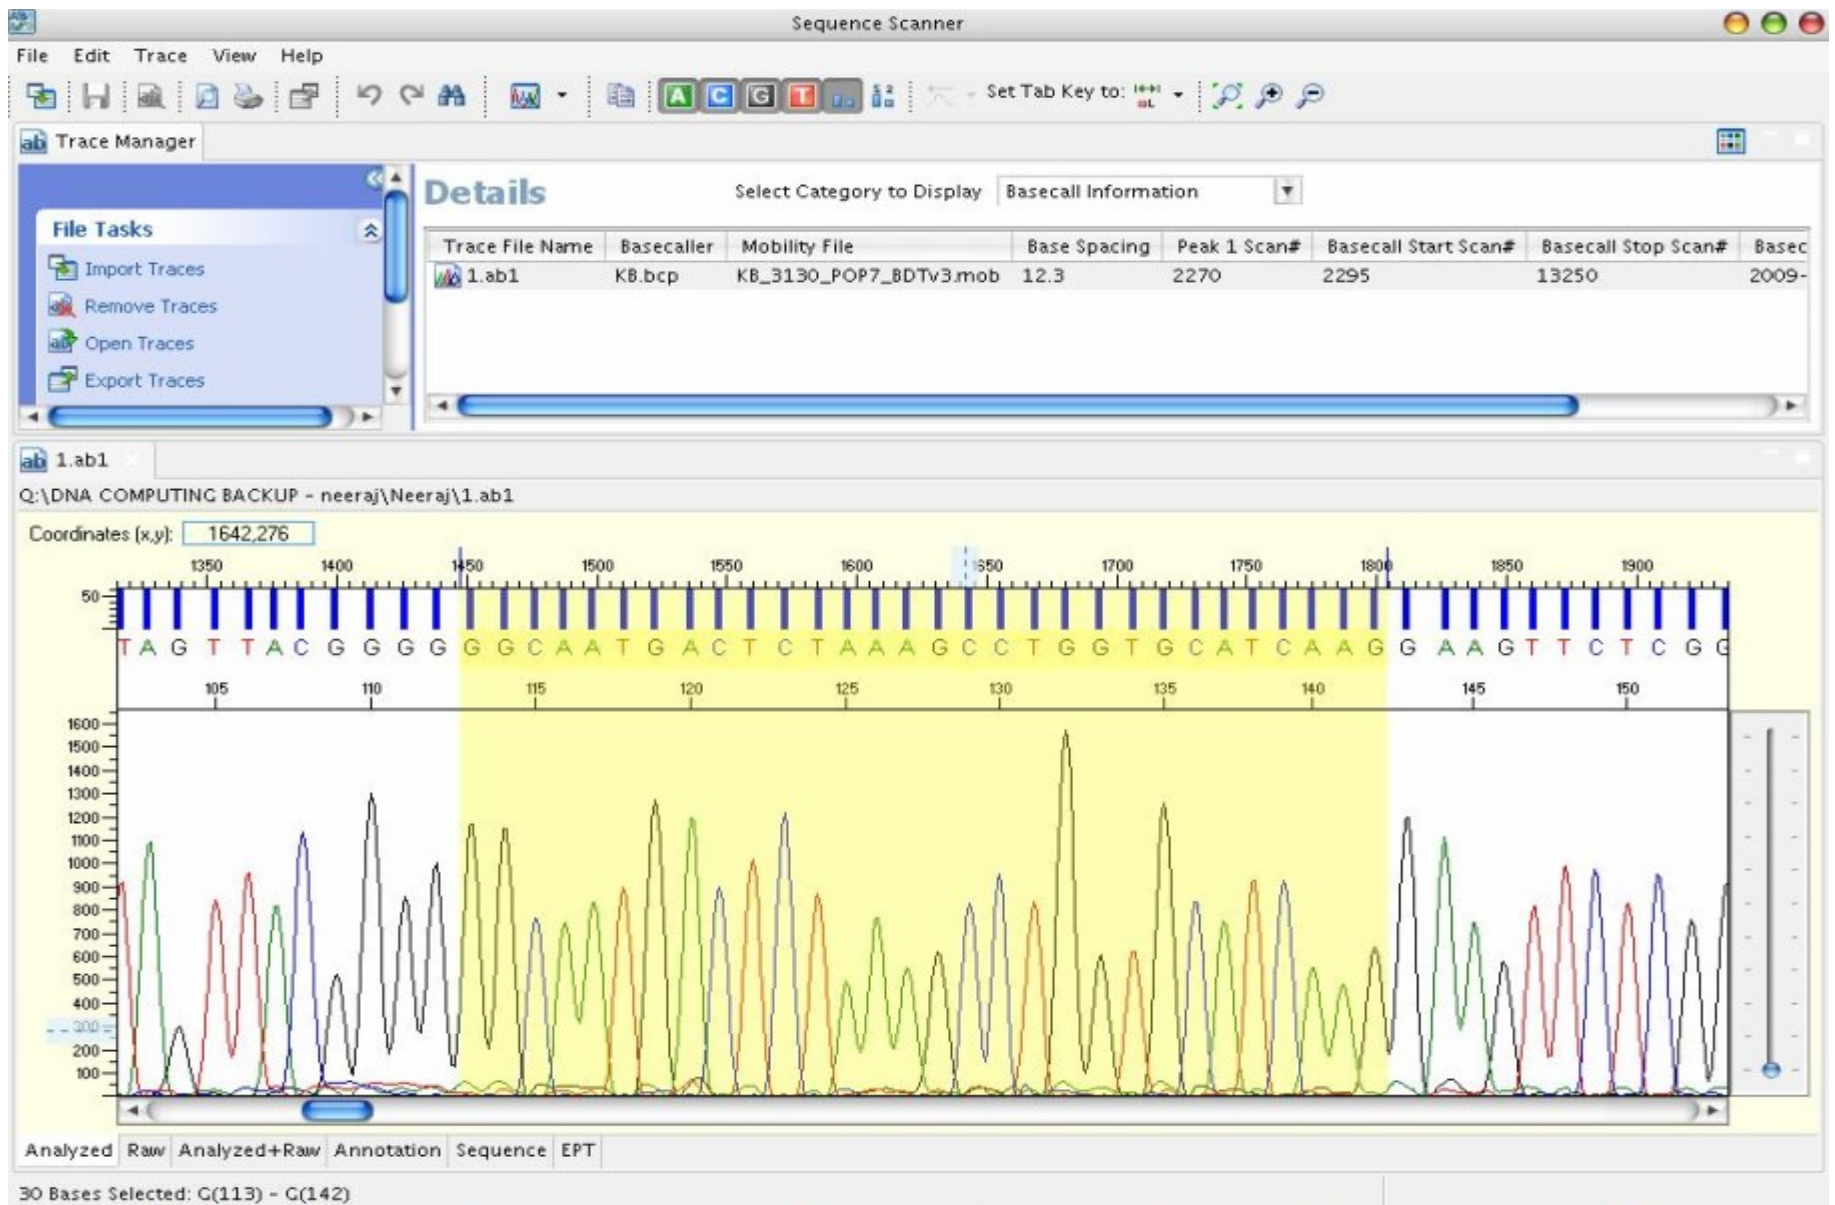 Sequence Scanner
File Edit Trace View Help
A C G T Set Tab Key to:
ab Trace Manager
Details Select Category to Display Basecall Information
File Tasks
Import Traces
Remove Traces
Open Traces
Export Traces
Trace File Name Basecaller Mobility File Base Spacing Peak 1 Scan# Basecall Start Scan# Basecall Stop Scan# Basec
1.ab1 KB.bcp KB_3130_POP7_BDTv3.mob 12.3 2270 2295 13250 2009-
ab 1.ab1
Q:\DNA COMPUTING BACKUP - neeraj\Neeraj\1.ab1
Coordinates (x,y): 1642,276
1350 1400 1450 1500 1550 1600 1650 1700 1750 1800 1850 1900
50
T A G T T A C G G G G G G C A A T G A C T C T A A A G C C T G G T G C A T C A A G G A A G T T C T C G G
105 110 115 120 125 130 135 140 145 150
1600
1500
1400
1300
1200
1100
1000
900
800
700
600
500
400
300
200
100
Analyzed Raw Analyzed+Raw Annotation Sequence EPT
30 Bases Selected: G(113) - G(142)